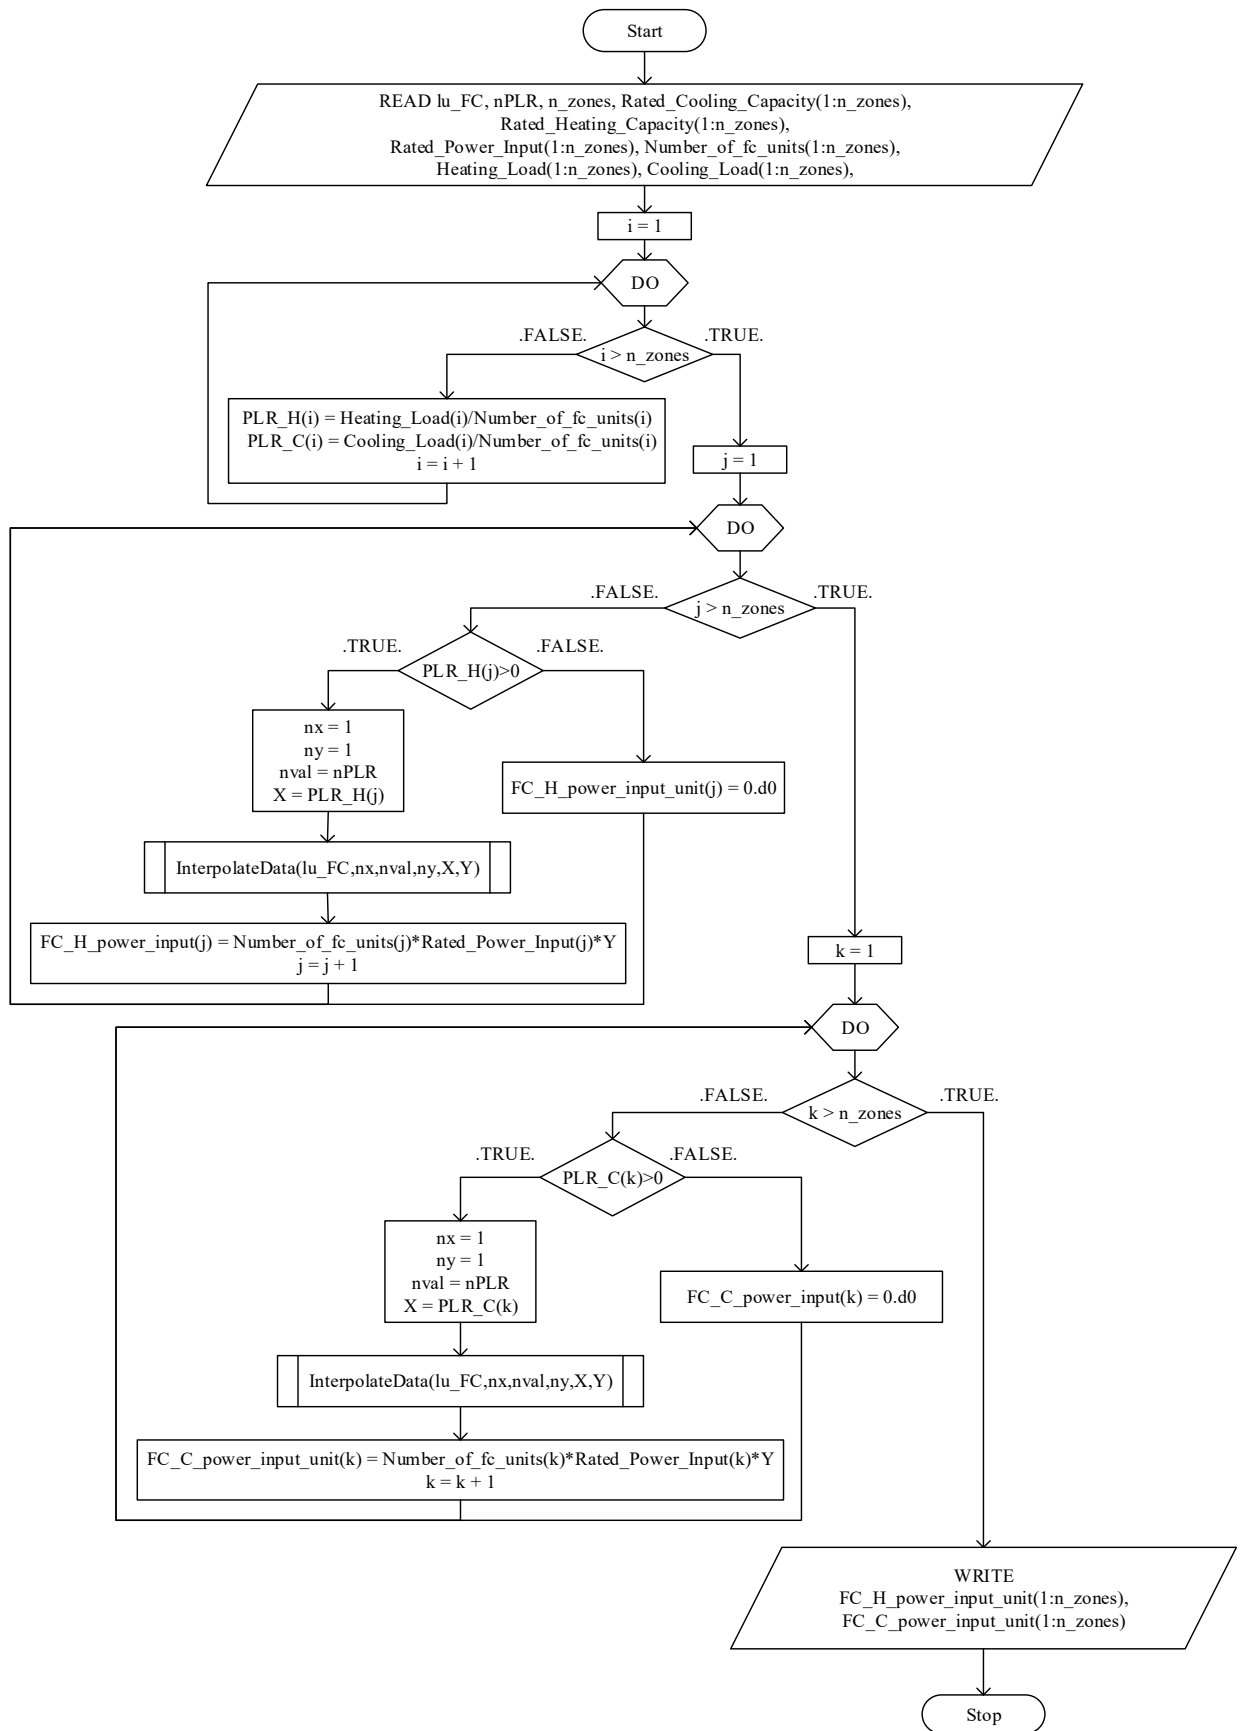 Start
READ lu_FC, nPLR, n_zones, Rated_Cooling_Capacity(1:n_zones),
Rated_Heating_Capacity(1:n_zones),
Rated_Power_Input(1:n_zones), Number_of_fc_units(1:n_zones),
Heating_Load(1:n_zones), Cooling_Load(1:n_zones),
i = 1
DO
.FALSE.
.TRUE.
i > n_zones
PLR_H(i) = Heating_Load(i)/Number_of_fc_units(i)
PLR_C(i) = Cooling_Load(i)/Number_of_fc_units(i)
i = i + 1
j = 1
DO
.FALSE.
.TRUE.
j > n_zones
.TRUE.
.FALSE.
PLR_H(j)>0
nx = 1
ny = 1
nval = nPLR
X = PLR_H(j)
FC_H_power_input_unit(j) = 0.d0
InterpolateData(lu_FC,nx,nval,ny,X,Y)
FC_H_power_input(j) = Number_of_fc_units(j)*Rated_Power_Input(j)*Y
j = j + 1
k = 1
DO
.FALSE.
.TRUE.
k > n_zones
.TRUE.
.FALSE.
PLR_C(k)>0
nx = 1
ny = 1
nval = nPLR
X = PLR_C(k)
FC_C_power_input(k) = 0.d0
InterpolateData(lu_FC,nx,nval,ny,X,Y)
FC_C_power_input_unit(k) = Number_of_fc_units(k)*Rated_Power_Input(k)*Y
k = k + 1
WRITE
FC_H_power_input_unit(1:n_zones),
FC_C_power_input_unit(1:n_zones)
Stop